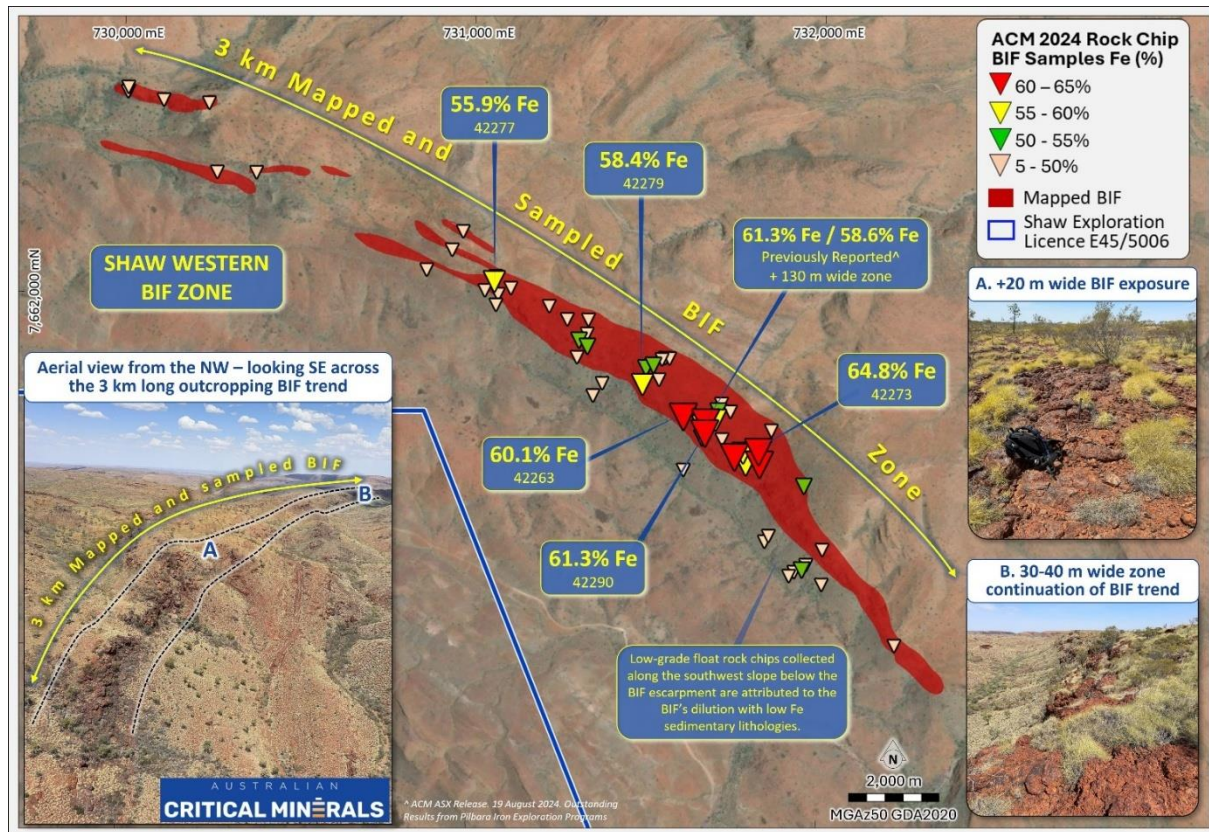 730,000 mE
731,000 mE
732,000 mE
7,662,000 mN
3 km Mapped and Sampled BIF Zone
ACM 2024 Rock Chip
BIF Samples Fe (%)
60 – 65%
55 - 60%
50 - 55%
5 - 50%
Mapped BIF
Shaw Exploration
Licence E45/5006
55.9% Fe
42277
58.4% Fe
42279
61.3% Fe / 58.6% Fe
Previously Reported^
+ 130 m wide zone
64.8% Fe
42273
60.1% Fe
42263
61.3% Fe
42290
SHAW WESTERN
BIF ZONE
Aerial view from the NW – looking SE across
the 3 km long outcropping BIF trend
3 km Mapped and sampled BIF
A
B
A. +20 m wide BIF exposure
B. 30-40 m wide zone
continuation of BIF trend
Low-grade float rock chips collected
along the southwest slope below the
BIF escarpment are attributed to the
BIF's dilution with low Fe
sedimentary lithologies.
N
2,000 m
MGAz50 GDA2020
AUSTRALIAN
CRITICAL MINERALS
^ ACM ASX Release. 19 August 2024. Outstanding
Results from Pilbara Iron Exploration Programs